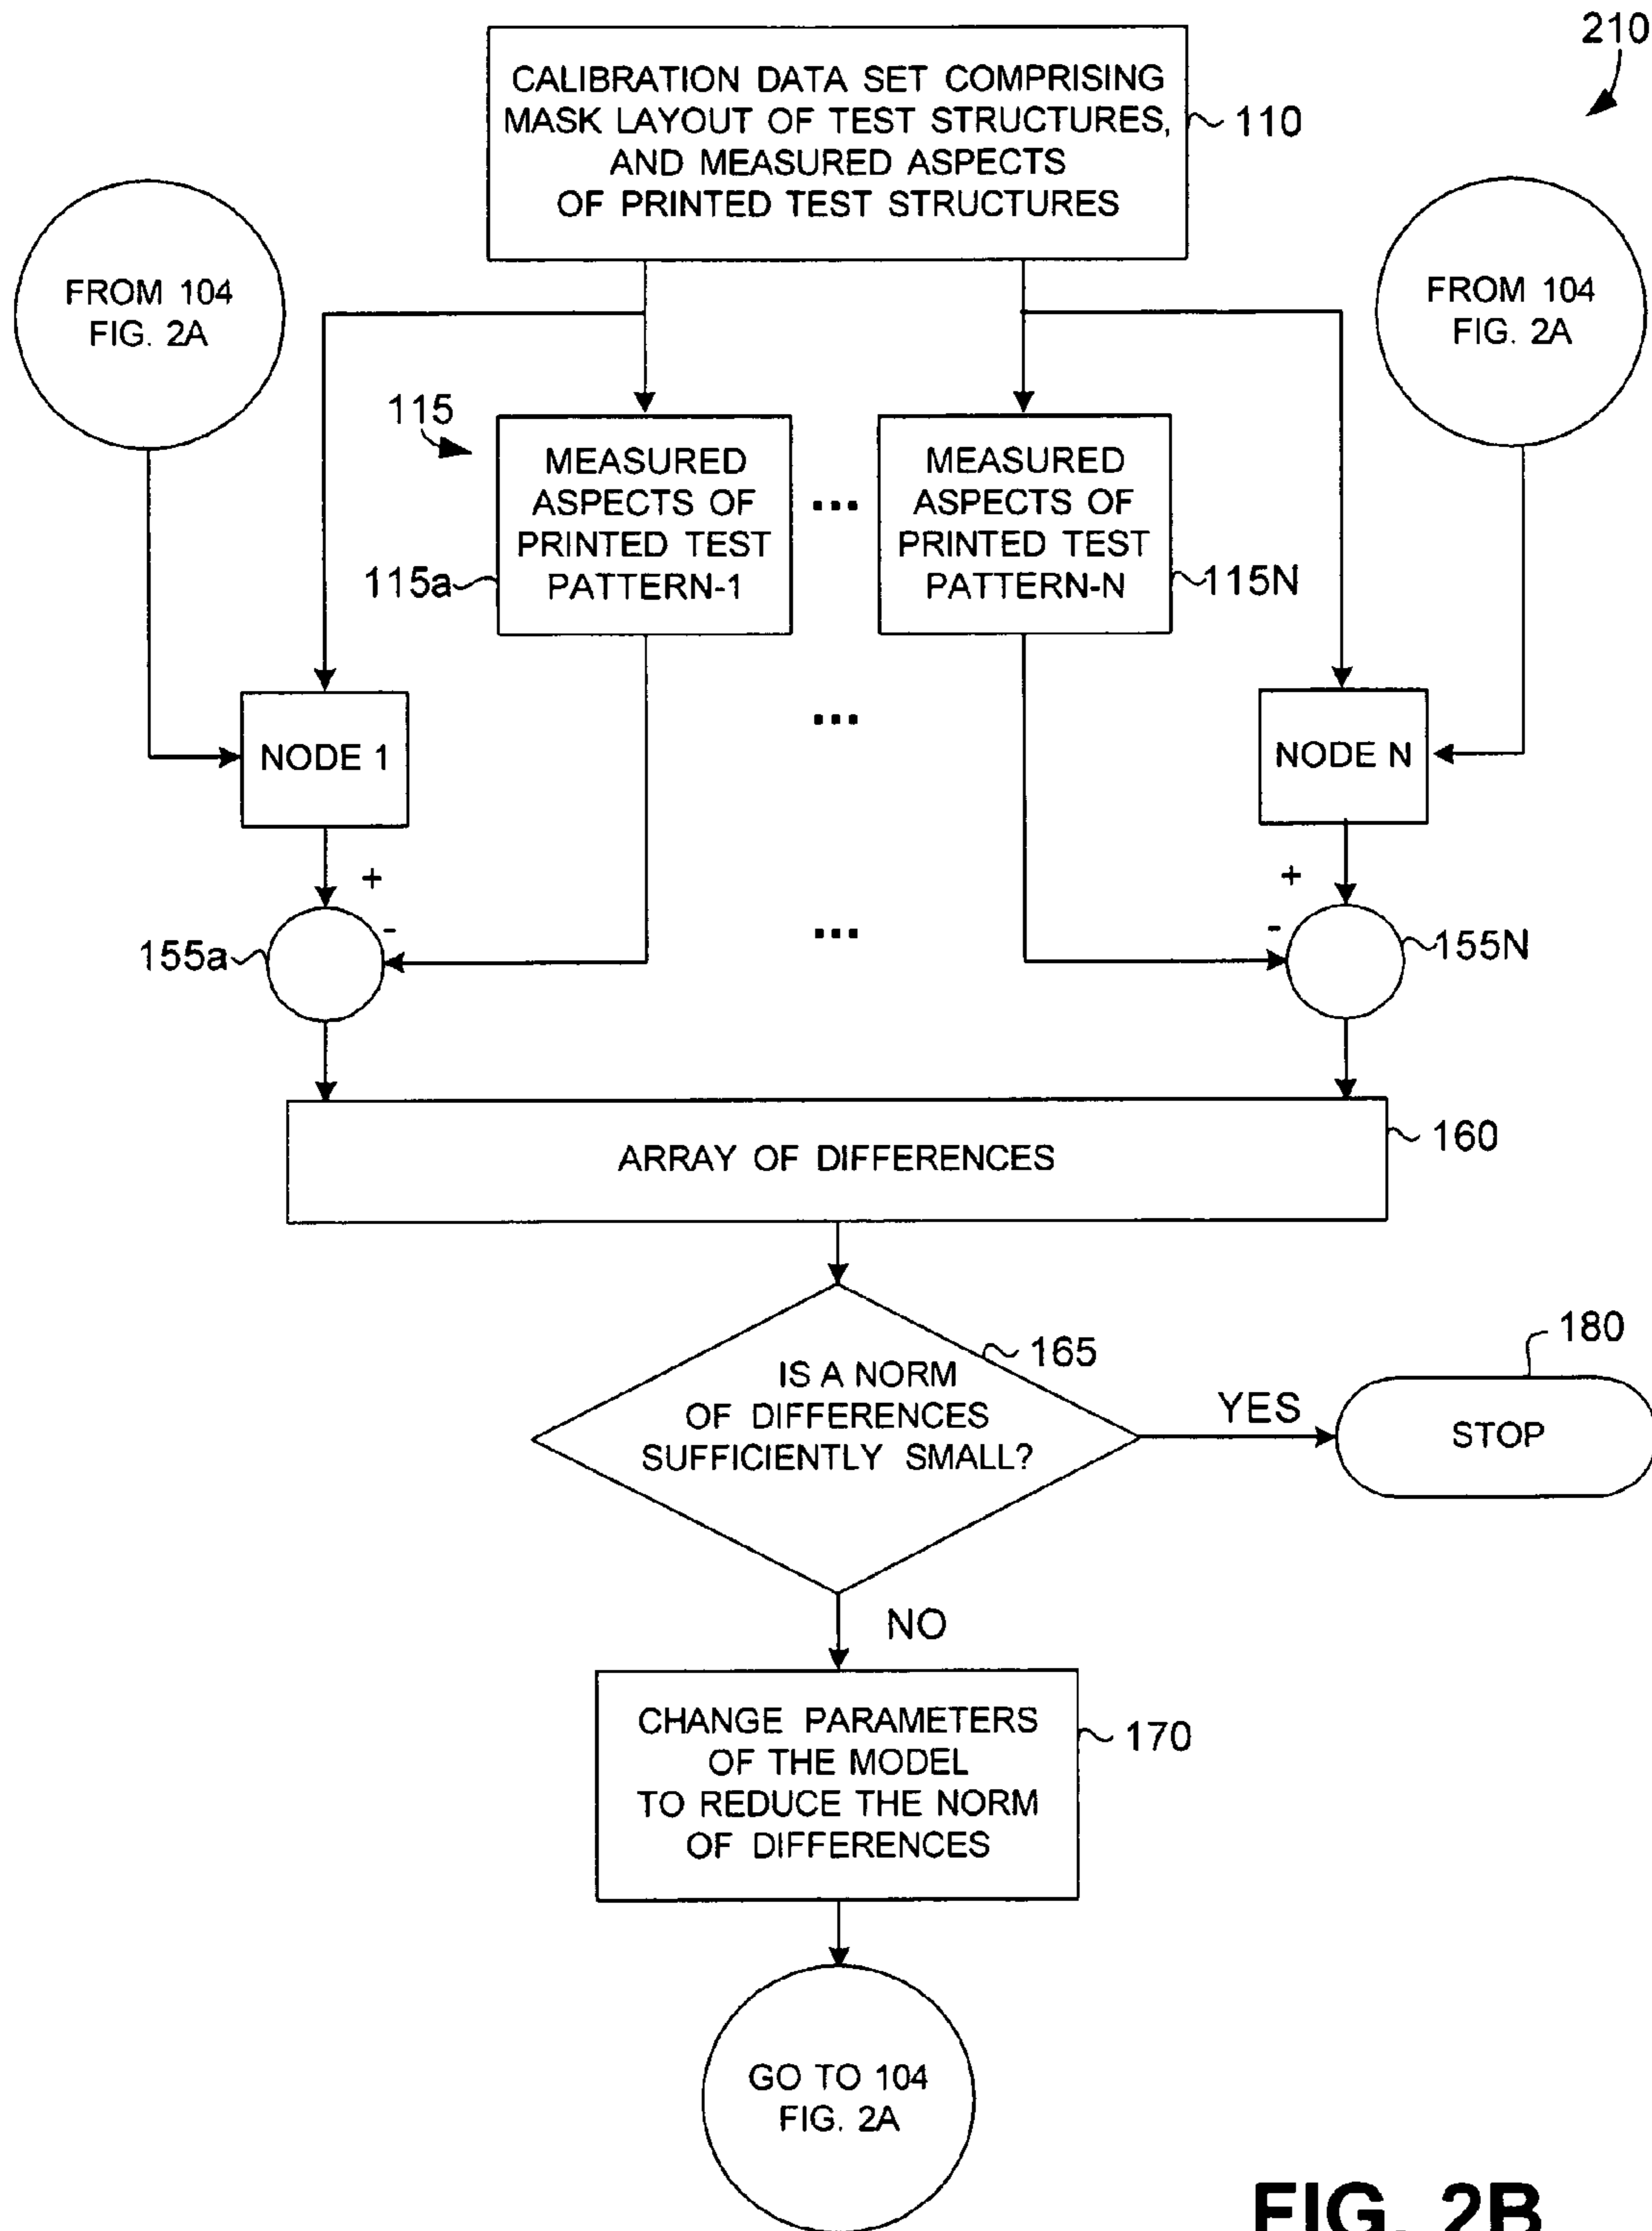 210
CALIBRATION DATA SET COMPRISING
MASK LAYOUT OF TEST STRUCTURES,
AND MEASURED ASPECTS
OF PRINTED TEST STRUCTURES
110
FROM 104
FIG. 2A
FROM 104
FIG. 2A
115
MEASURED
ASPECTS OF
PRINTED TEST
PATTERN-1
115a
...
MEASURED
ASPECTS OF
PRINTED TEST
PATTERN-N
115N
NODE 1
...
NODE N
+
-
155a
...
+
-
155N
ARRAY OF DIFFERENCES
160
IS A NORM
OF DIFFERENCES
SUFFICIENTLY SMALL?
165
YES
180
STOP
NO
CHANGE PARAMETERS
OF THE MODEL
TO REDUCE THE NORM
OF DIFFERENCES
170
GO TO 104
FIG. 2A
FIG. 2B